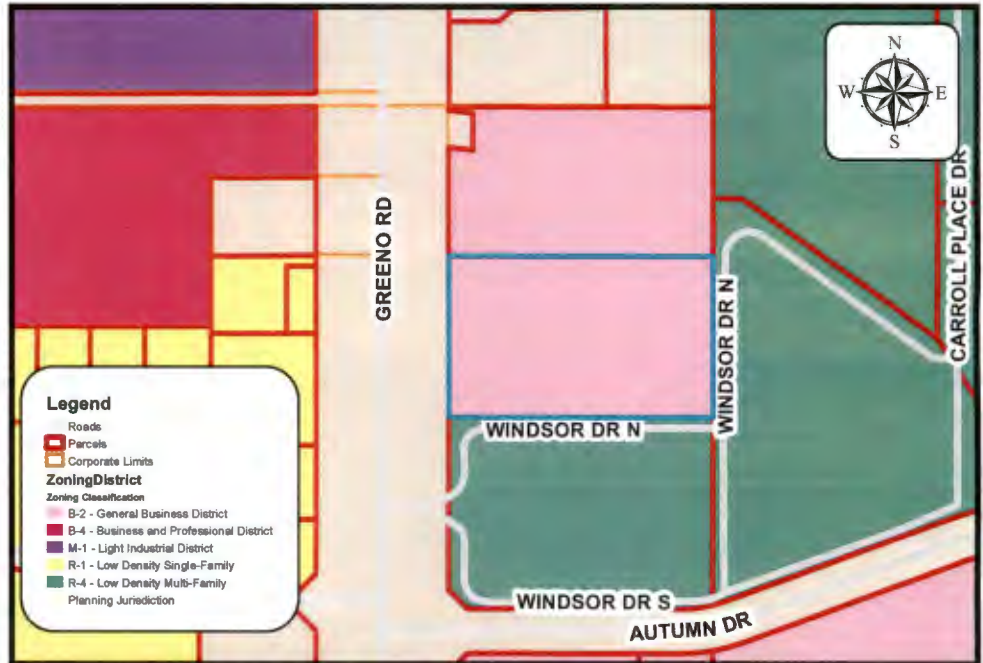 N
W E
S
CARROLL PLACE DR
GREENO RD
WINDSOR DR N
WINDSOR DR N
Legend
Roads
Parcels
Corporate Limits
ZoningDistrict
Zoning Classification
B-2 - General Business District
B-4 - Business and Professional District
M-1 - Light Industrial District
R-1 - Low Density Single-Family
R-4 - Low Density Multi-Family
Planning Jurisdiction
WINDSOR DR S
AUTUMN DR